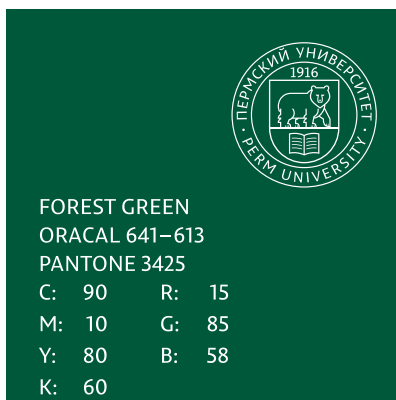 ПЕРМСКИЙ УНИВЕРСИТЕТ
1916
PERM UNIVERSITY
FOREST GREEN
ORACAL 641–613
PANTONE 3425
C: 90 R: 15
M: 10 G: 85
Y: 80 B: 58
K: 60